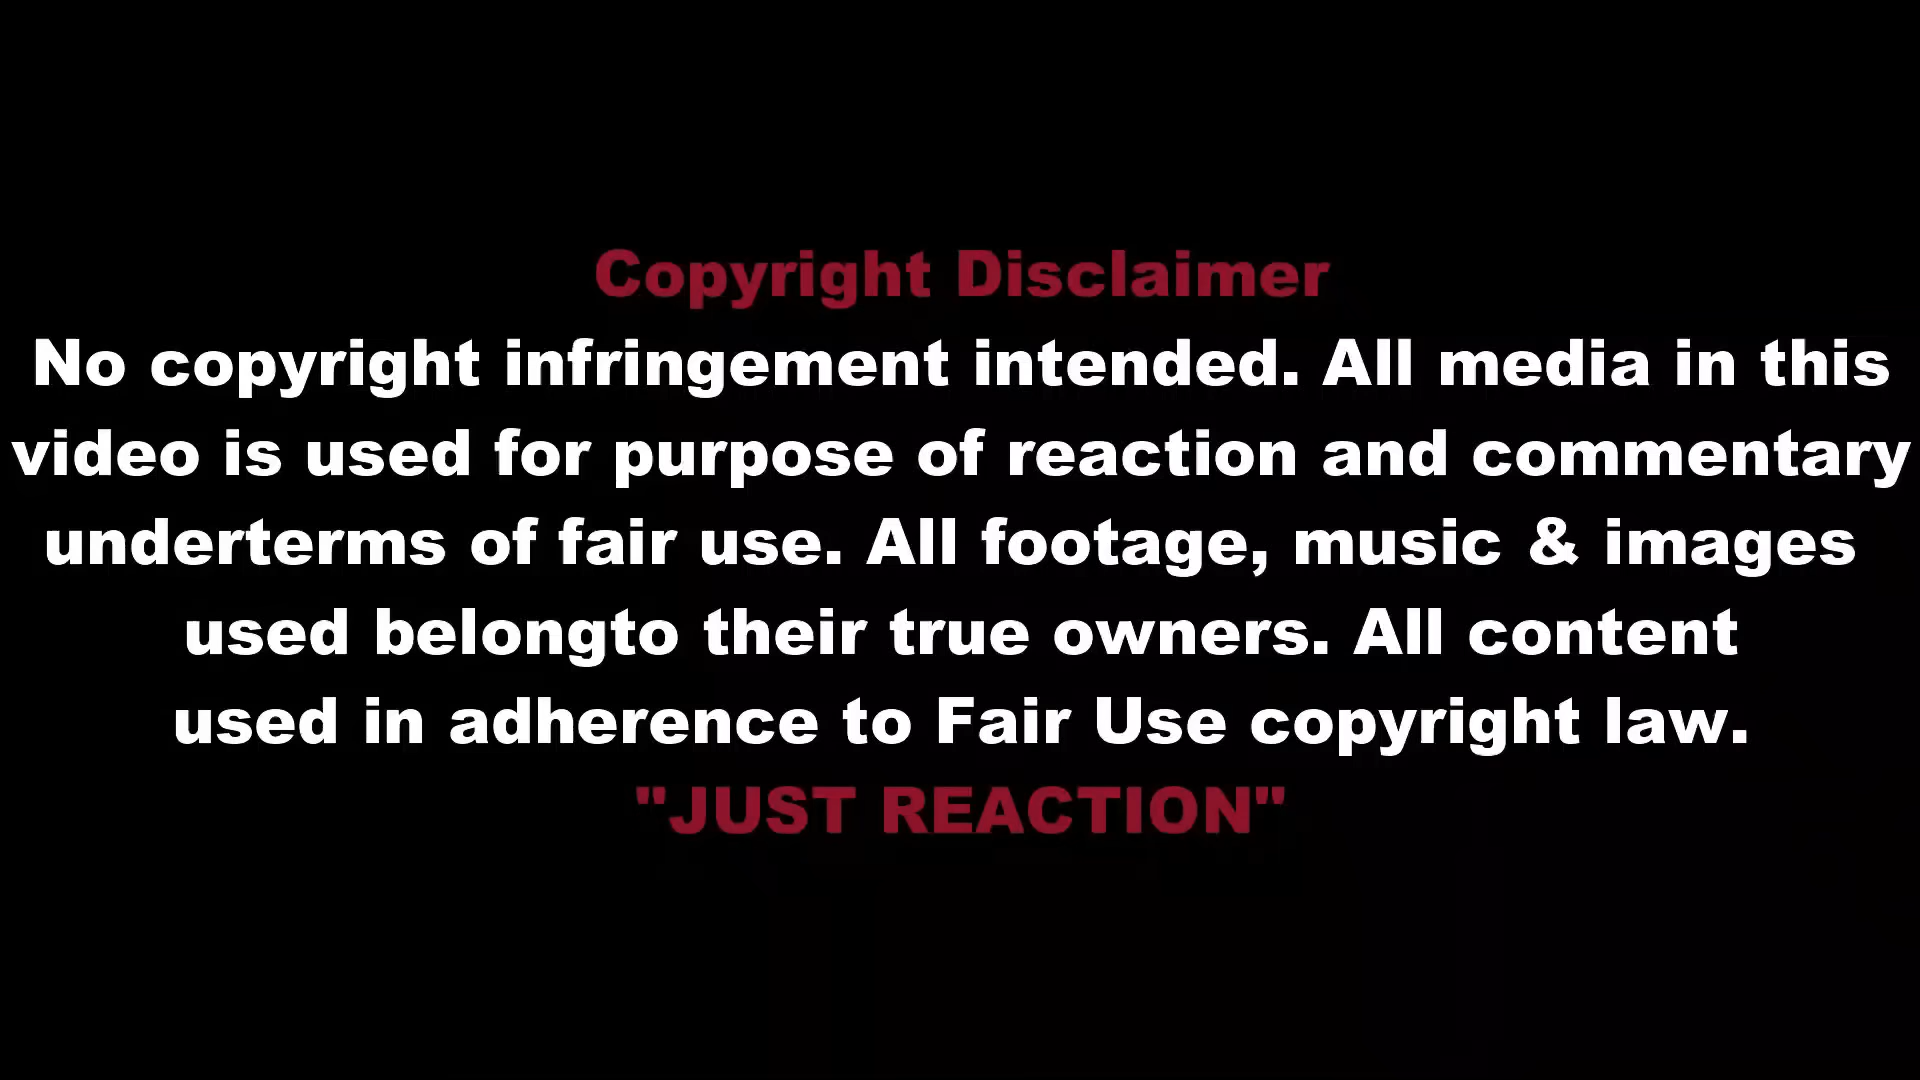 Copyright Disclaimer
No copyright infringement intended. All media in this
video is used for purpose of reaction and commentary
underterms of fair use. All footage, music & images
used belongto their true owners. All content
used in adherence to Fair Use copyright law.
"JUST REACTION"